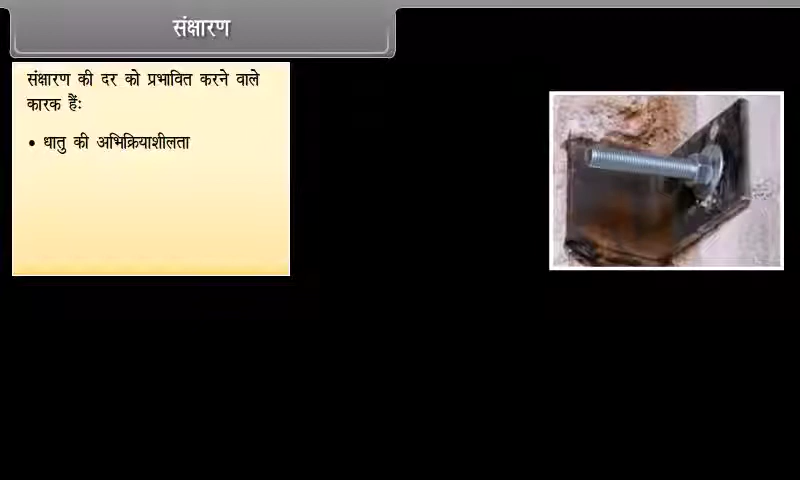 संक्षारण
संक्षारण की दर को प्रभावित करने वाले
कारक हैं:
• धातु की अभिक्रियाशीलता